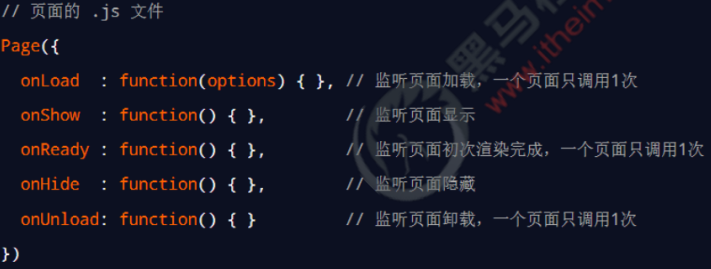 // 页面的 .js 文件
Page({
  onLoad  : function(options) { }, // 监听页面加载，一个页面只调用1次
  onShow  : function() { },        // 监听页面显示
  onReady : function() { },        // 监听页面初次渲染完成，一个页面只调用1次
  onHide  : function() { },        // 监听页面隐藏
  onUnload: function() { }         // 监听页面卸载，一个页面只调用1次
})
黑马
www.itheim